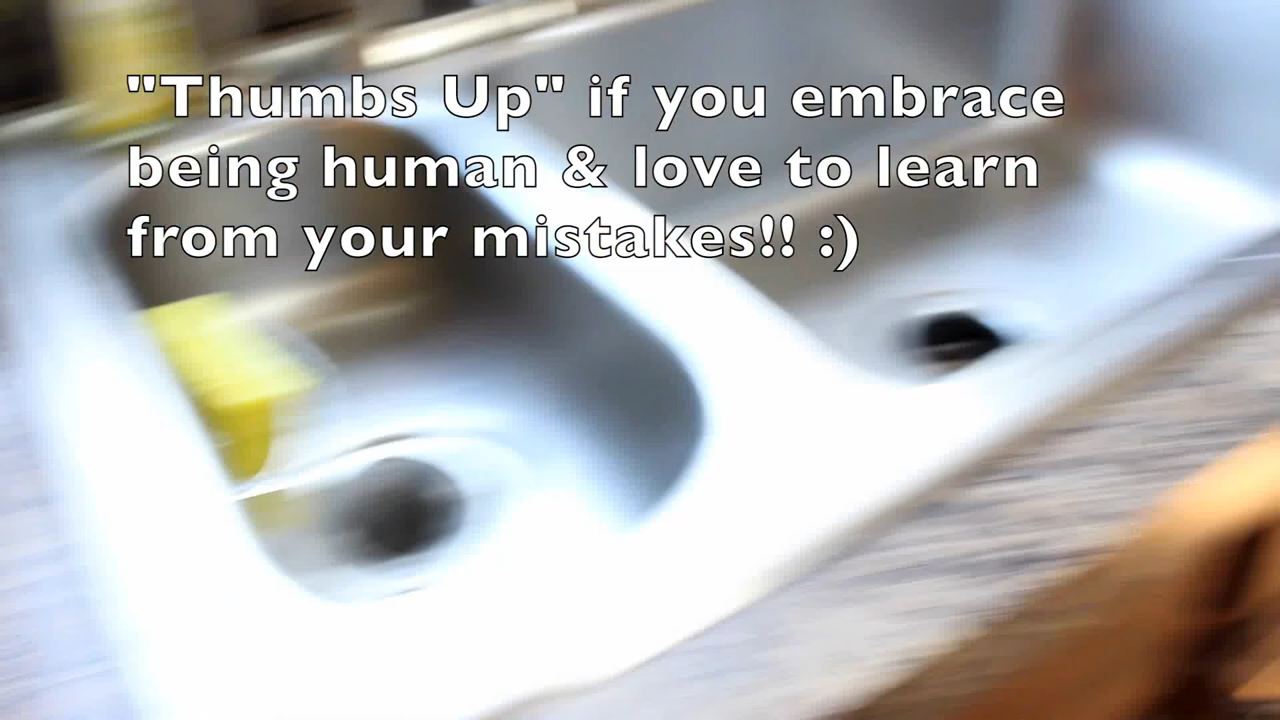 "Thumbs Up" if you embrace
being human & love to learn
from your mistakes!! :)